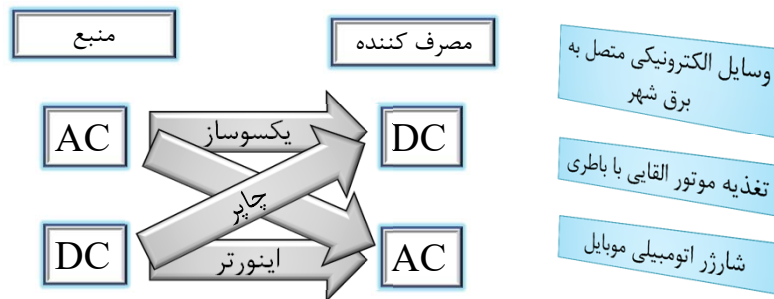 منبع
مصرف کننده
AC
یکسوساز
DC
چاپر
DC
اینورتر
AC
وسایل الکترونیکی متصل به
برق شهر
تغذیه موتور القایی با باطری
شارژر اتومبیلی موبایل